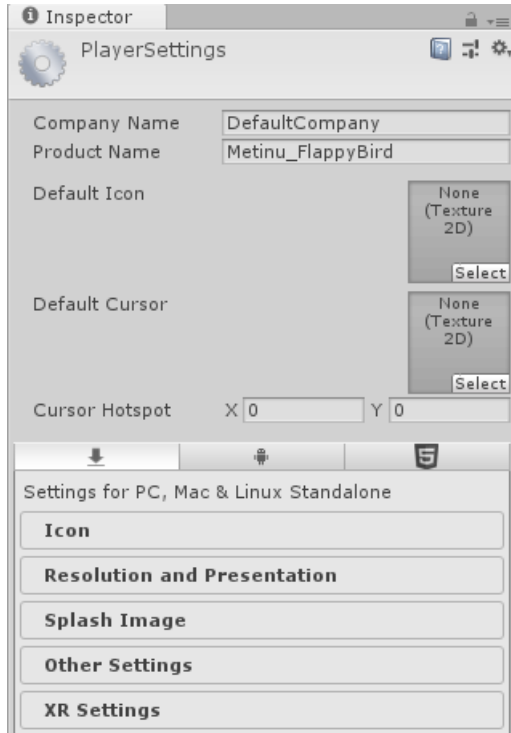 Inspector
PlayerSettings
Company Name DefaultCompany
Product Name Metinu_FlappyBird
Default Icon
None
(Texture
2D)
Select
Default Cursor
None
(Texture
2D)
Select
Cursor Hotspot X 0 Y 0
Settings for PC, Mac & Linux Standalone
Icon
Resolution and Presentation
Splash Image
Other Settings
XR Settings